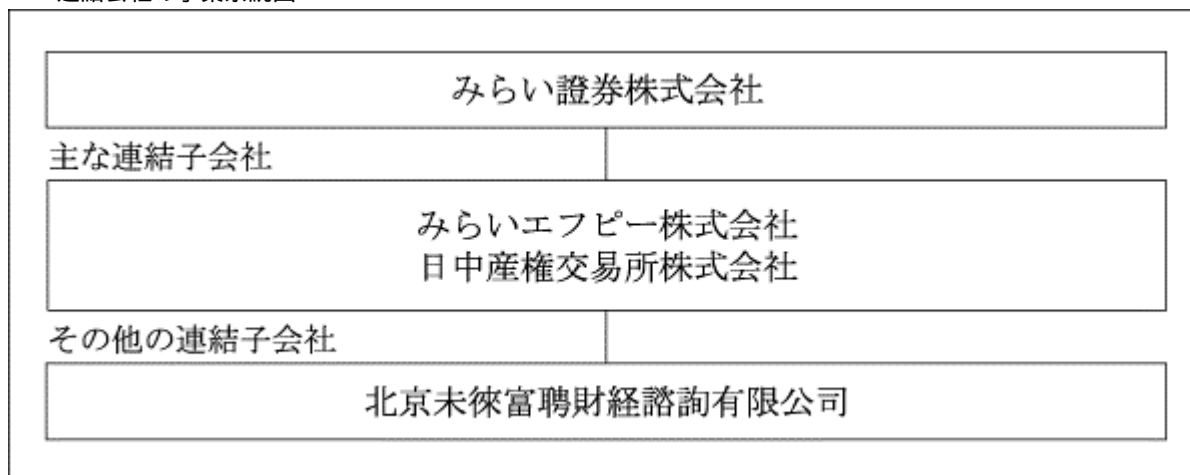 みらい證券株式会社
主な連結子会社
みらいエフピー株式会社
日中産権交易所株式会社
その他の連結子会社
北京未徠富聘財経諮詢有限公司